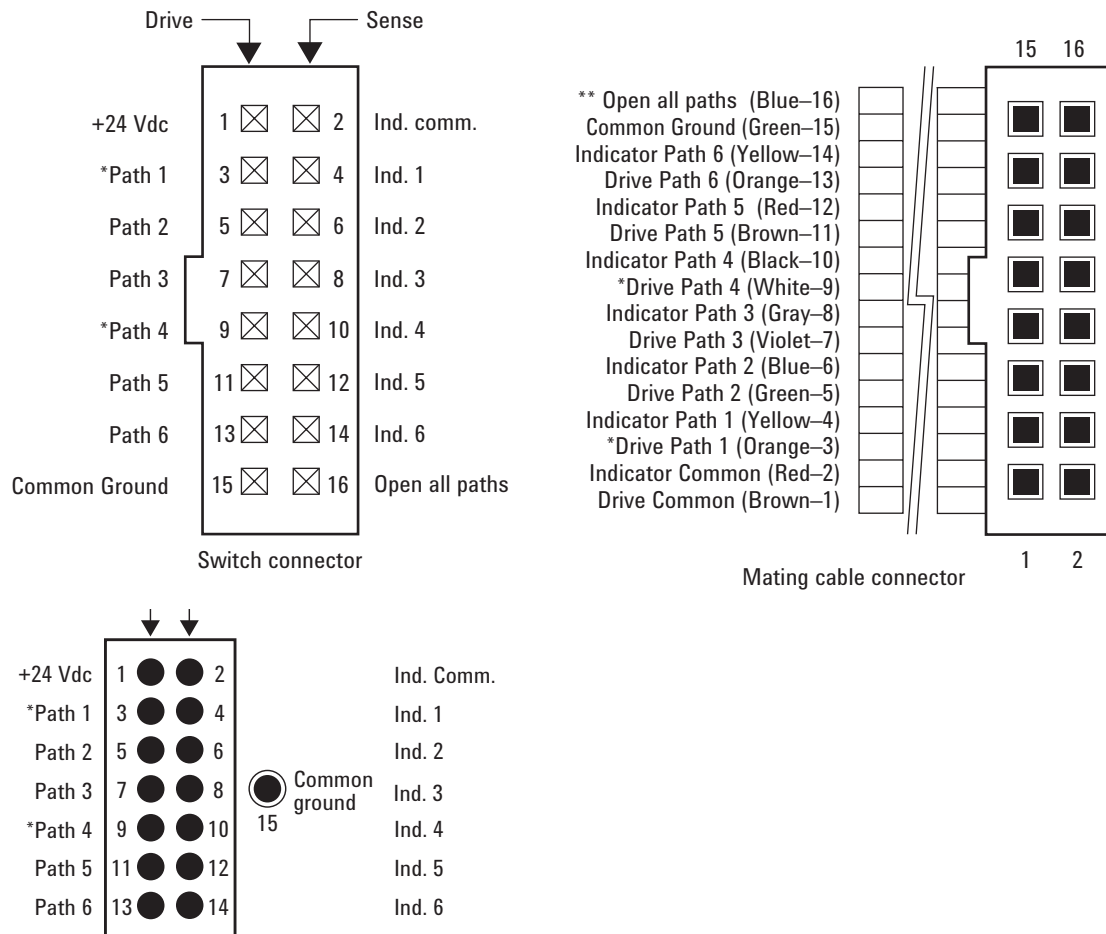 Drive
Sense
+24 Vdc 1 2 Ind. comm.
*Path 1 3 4 Ind. 1
Path 2 5 6 Ind. 2
Path 3 7 8 Ind. 3
*Path 4 9 10 Ind. 4
Path 5 11 12 Ind. 5
Path 6 13 14 Ind. 6
Common Ground 15 16 Open all paths
Switch connector
15 16
** Open all paths (Blue–16)
Common Ground (Green–15)
Indicator Path 6 (Yellow–14)
Drive Path 6 (Orange–13)
Indicator Path 5 (Red–12)
Drive Path 5 (Brown–11)
Indicator Path 4 (Black–10)
*Drive Path 4 (White–9)
Indicator Path 3 (Gray–8)
Drive Path 3 (Violet–7)
Indicator Path 2 (Blue–6)
Drive Path 2 (Green–5)
Indicator Path 1 (Yellow–4)
*Drive Path 1 (Orange–3)
Indicator Common (Red–2)
Drive Common (Brown–1)
1 2
Mating cable connector
+24 Vdc 1 2 Ind. Comm.
*Path 1 3 4 Ind. 1
Path 2 5 6 Ind. 2
Path 3 7 8 Ind. 3
*Path 4 9 10 Ind. 4
Path 5 11 12 Ind. 5
Path 6 13 14 Ind. 6
Common
ground
15